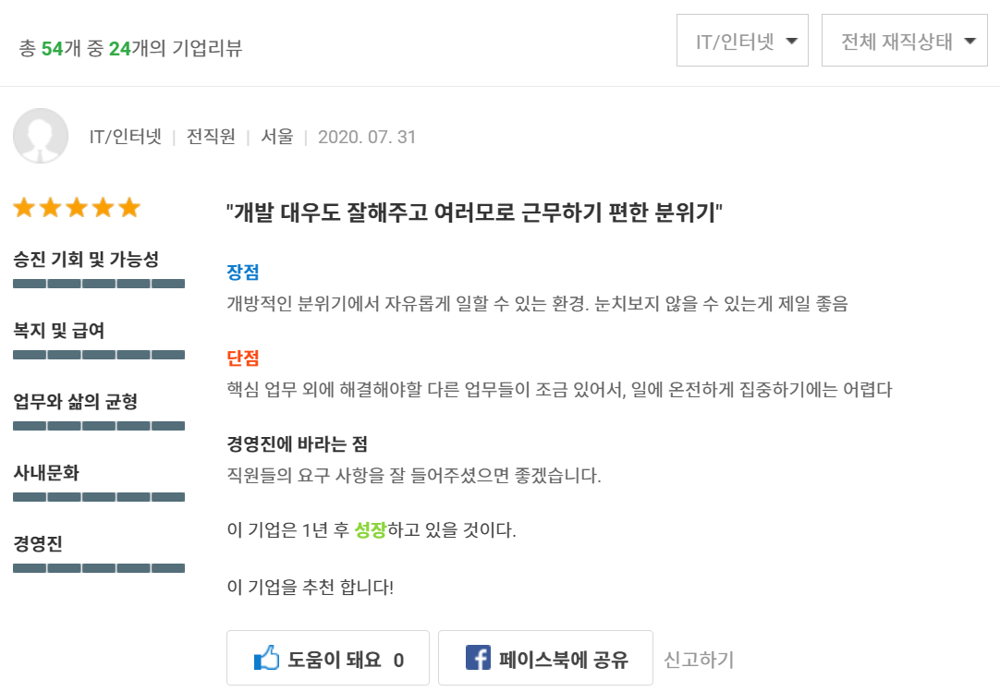 총 54개 중 24개의 기업리뷰
IT/인터넷
전체 재직상태
IT/인터넷 | 전직원 | 서울 | 2020. 07. 31
"개발 대우도 잘해주고 여러모로 근무하기 편한 분위기"
승진 기회 및 가능성
복지 및 급여
업무와 삶의 균형
사내문화
경영진
장점
개방적인 분위기에서 자유롭게 일할 수 있는 환경. 눈치보지 않을 수 있는게 제일 좋음
단점
핵심 업무 외에 해결해야할 다른 업무들이 조금 있어서, 일에 온전하게 집중하기에는 어렵다
경영진에 바라는 점
직원들의 요구 사항을 잘 들어주셨으면 좋겠습니다.
이 기업은 1년 후 성장하고 있을 것이다.
이 기업을 추천 합니다!
도움이 돼요 0
페이스북에 공유
신고하기